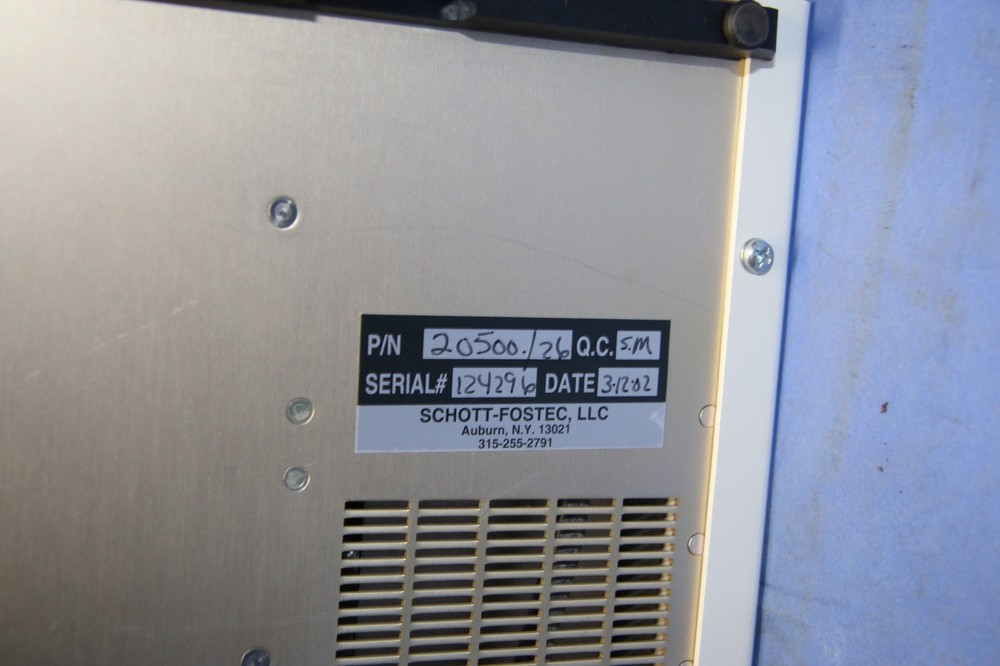 P/N 20500./26 Q.C. S.M
SERIAL# 124296 DATE 3·12·02
SCHOTT-FOSTEC, LLC
Auburn, N.Y. 13021
315-255-2791